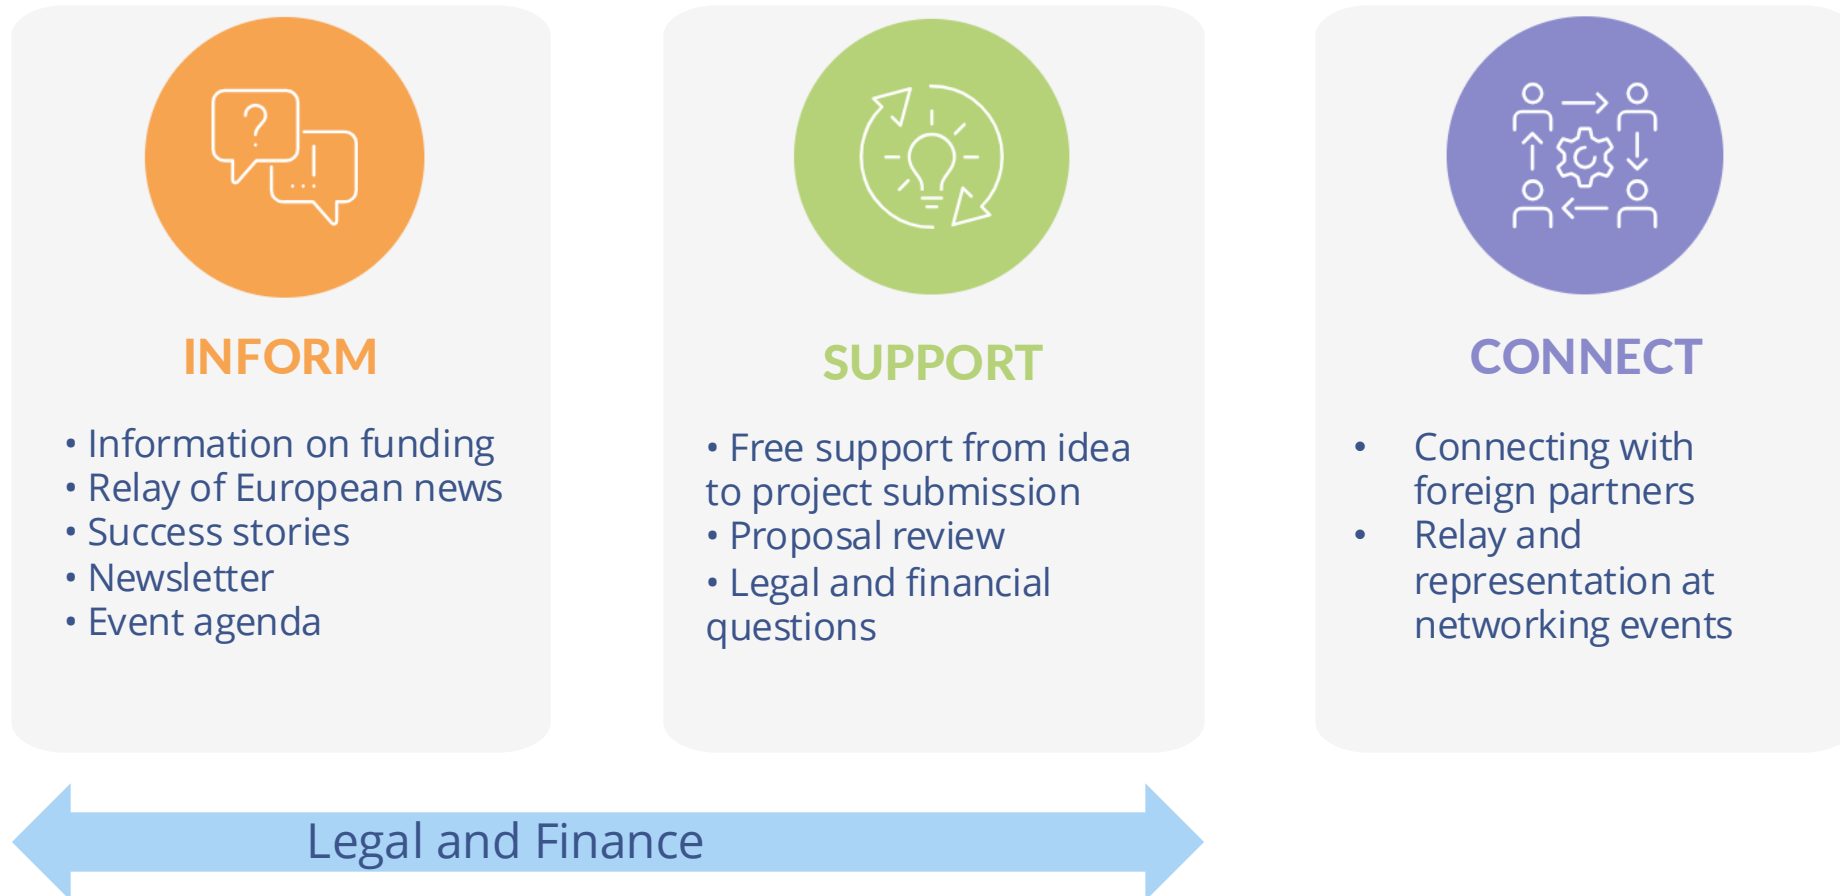 INFORM
• Information on funding
• Relay of European news
• Success stories
• Newsletter
• Event agenda
SUPPORT
• Free support from idea
to project submission
• Proposal review
• Legal and financial
questions
CONNECT
• Connecting with
foreign partners
• Relay and
representation at
networking events
Legal and Finance